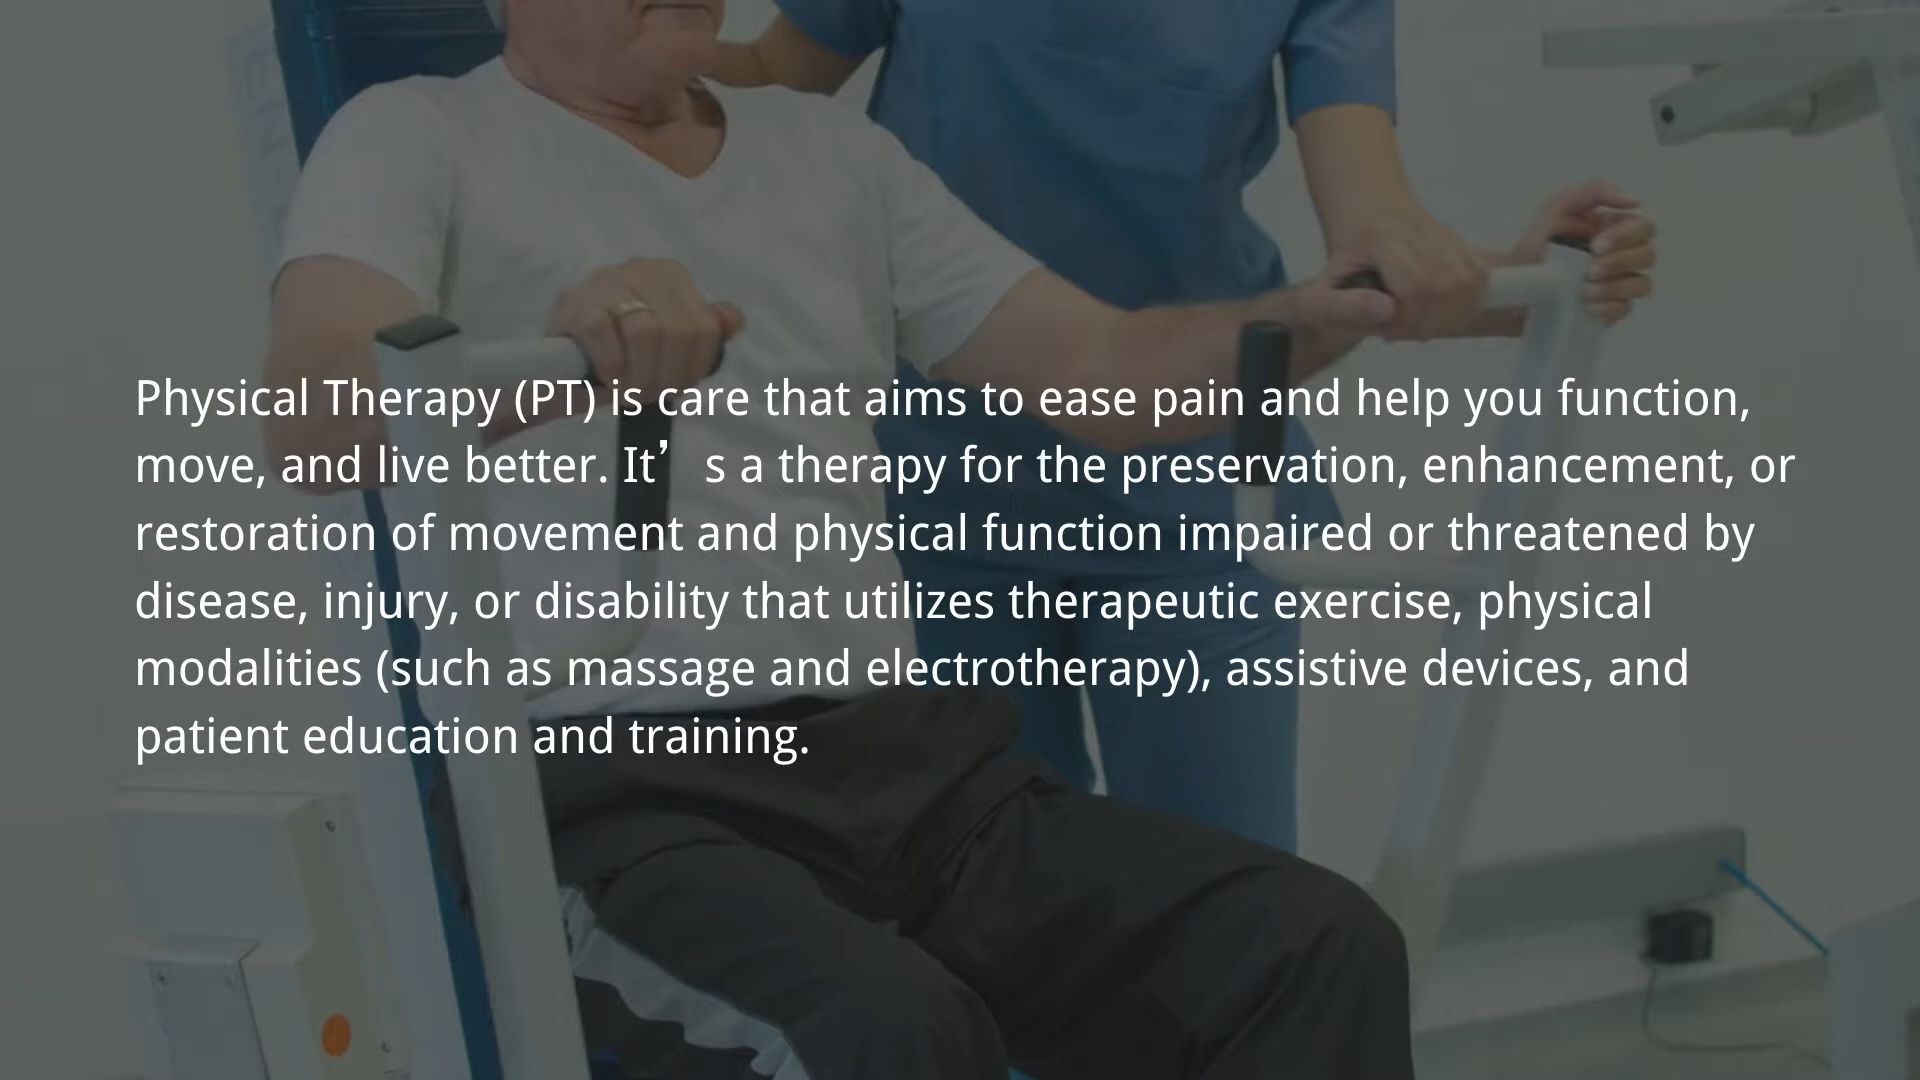 Physical Therapy (PT) is care that aims to ease pain and help you function,
move, and live better. It’s a therapy for the preservation, enhancement, or
restoration of movement and physical function impaired or threatened by
disease, injury, or disability that utilizes therapeutic exercise, physical
modalities (such as massage and electrotherapy), assistive devices, and
patient education and training.